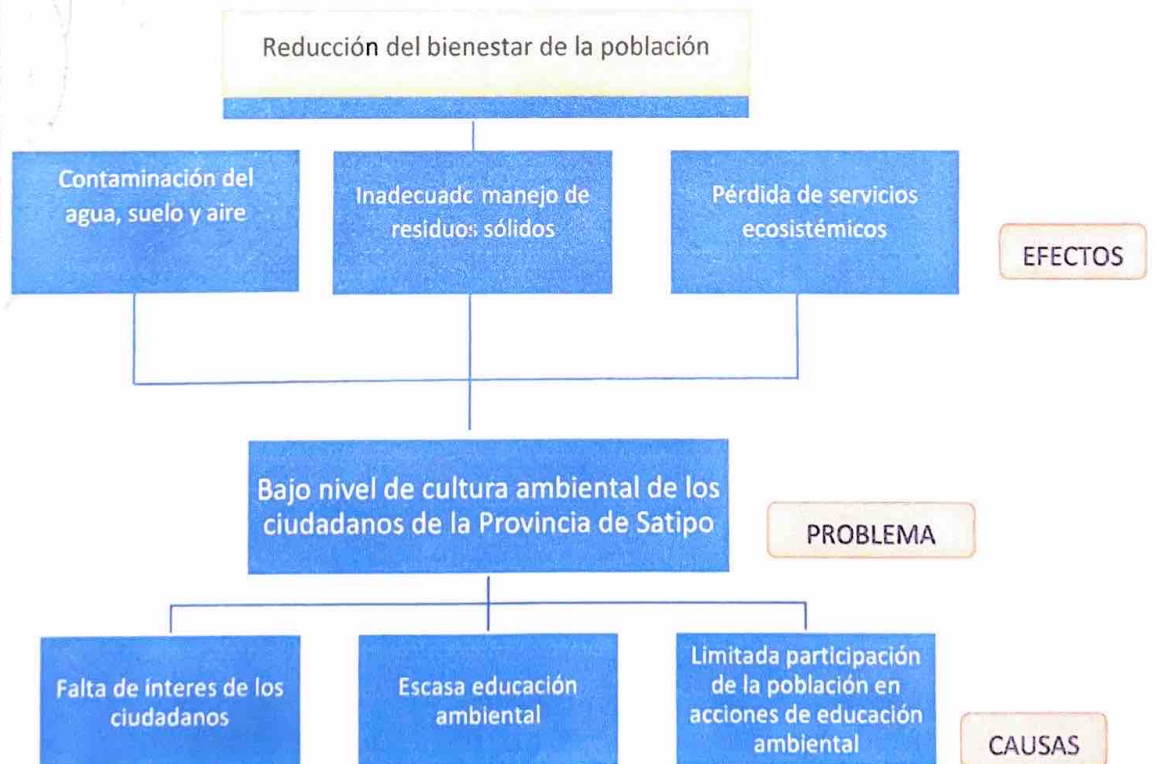 Reducción del bienestar de la población
Contaminación del
agua, suelo y aire
Inadecuado manejo de
residuos sólidos
Pérdida de servicios
ecosistémicos
EFECTOS
Bajo nivel de cultura ambiental de los
ciudadanos de la Provincia de Satipo
PROBLEMA
Falta de ínteres de los
ciudadanos
Escasa educación
ambiental
Limitada participación
de la población en
acciones de educación
ambiental
CAUSAS